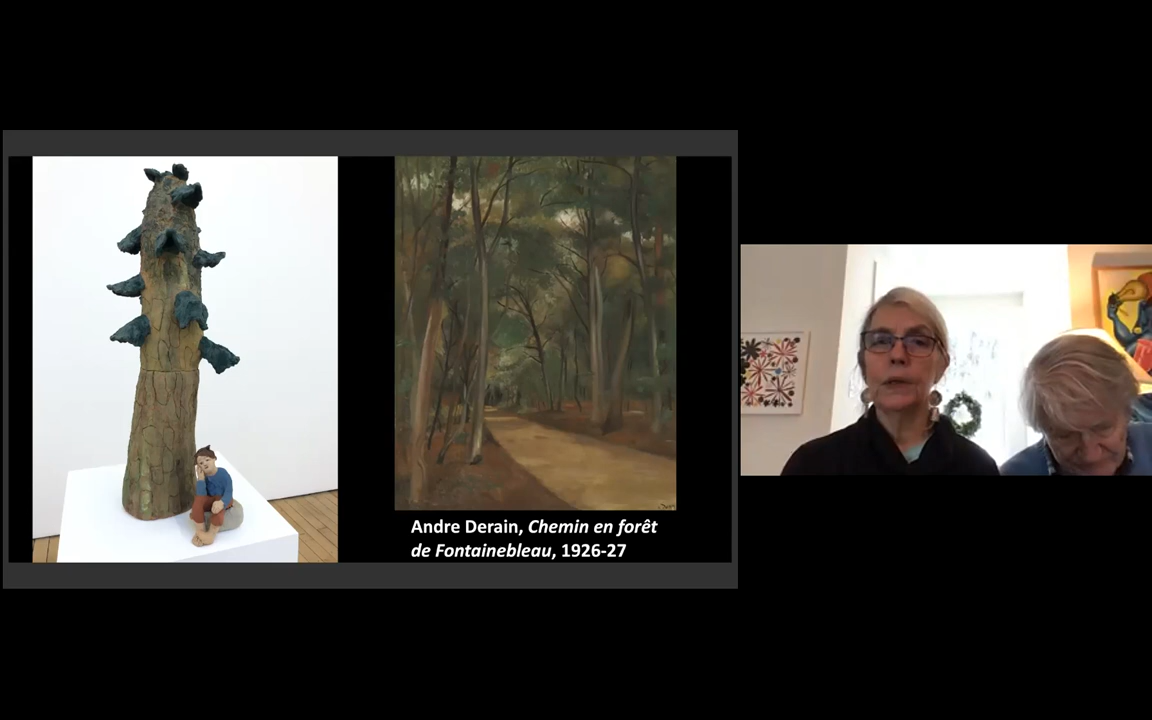 Andre Derain, Chemin en forêt
de Fontainebleau, 1926-27